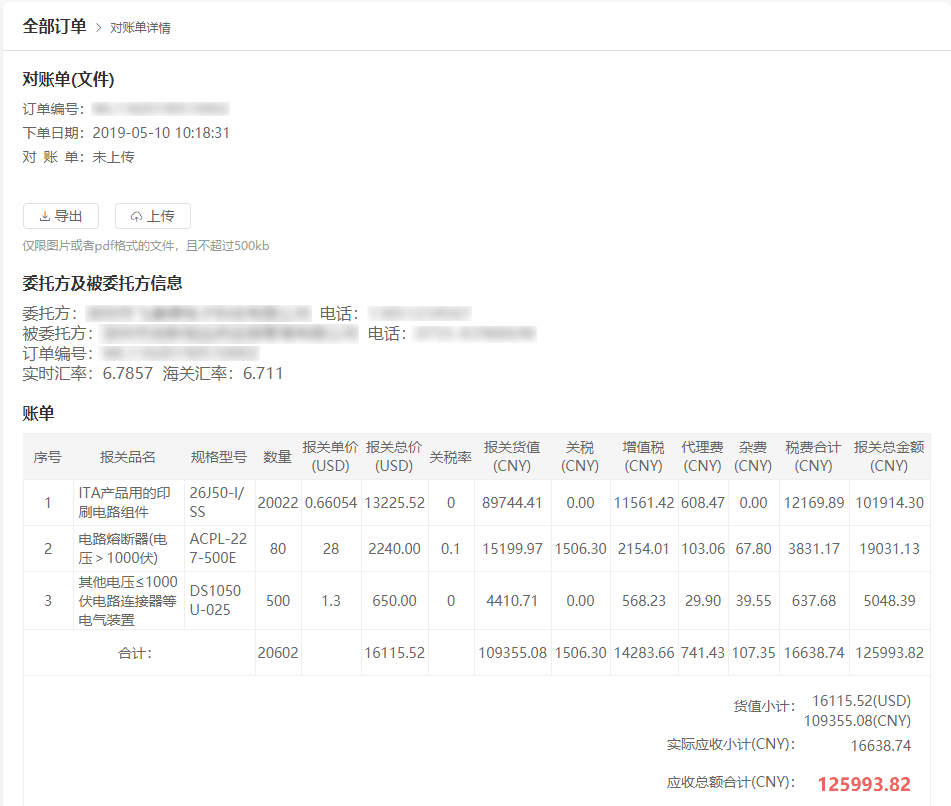 全部订单 > 对账单详情
对账单(文件)
订单编号：
下单日期：2019-05-10 10:18:31
对 账 单：未上传
导出 上传
仅限图片或者pdf格式的文件，且不超过500kb
委托方及被委托方信息
委托方： 电话：
被委托方： 电话：
订单编号：
实时汇率：6.7857 海关汇率：6.711
账单
序号 报关品名 规格型号 数量 报关单价(USD) 报关总价(USD) 关税率 报关货值(CNY) 关税(CNY) 增值税(CNY) 代理费(CNY) 杂费(CNY) 税费合计(CNY) 报关总金额(CNY)
1 ITA产品用的印刷电路组件 26J50-I/SS 20022 0.66054 13225.52 0 89744.41 0.00 11561.42 608.47 0.00 12169.89 101914.30
2 电路熔断器(电压＞1000伏) ACPL-227-500E 80 28 2240.00 0.1 15199.97 1506.30 2154.01 103.06 67.80 3831.17 19031.13
3 其他电压≤1000伏电路连接器等电气装置 DS1050U-025 500 1.3 650.00 0 4410.71 0.00 568.23 29.90 39.55 637.68 5048.39
合计： 20602 16115.52 109355.08 1506.30 14283.66 741.43 107.35 16638.74 125993.82
货值小计： 16115.52(USD)
109355.08(CNY)
实际应收小计(CNY)： 16638.74
应收总额合计(CNY)： 125993.82